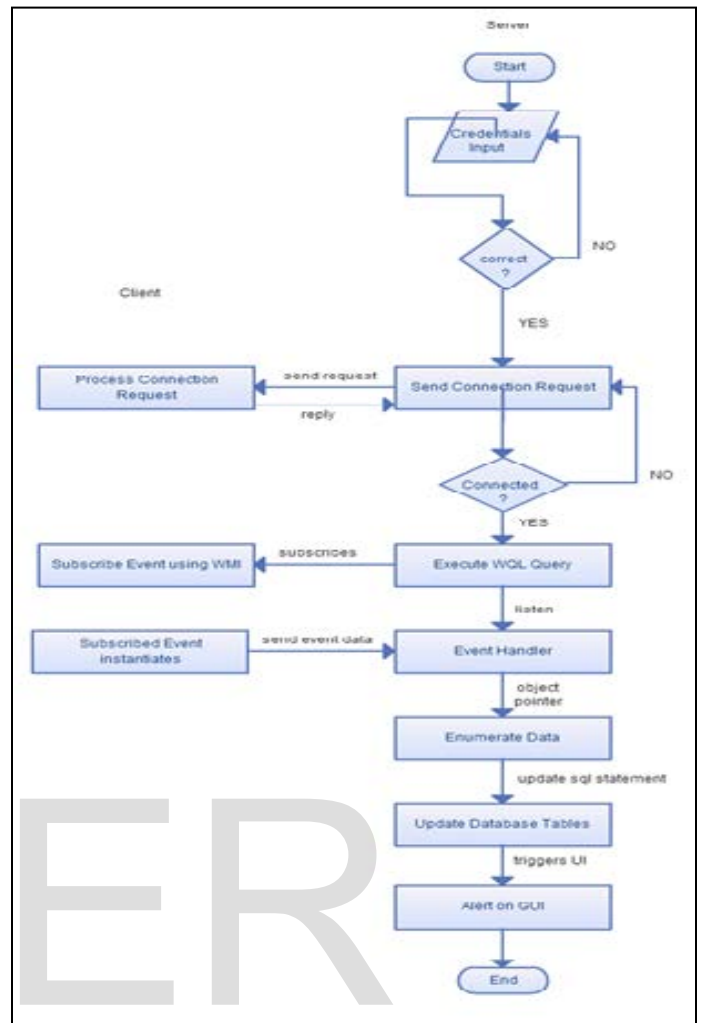 Server
Start
Credentials
Input
correct
?
NO
YES
Client
Process Connection
Request
send request
reply
Send Connection Request
Connected
?
NO
YES
Subscribe Event using WMI
subscribes
Execute WQL Query
listen
Subscribed Event
instantiates
send event data
Event Handler
object
pointer
Enumerate Data
update sql statement
Update Database Tables
triggers UI
Alert on GUI
End
ER